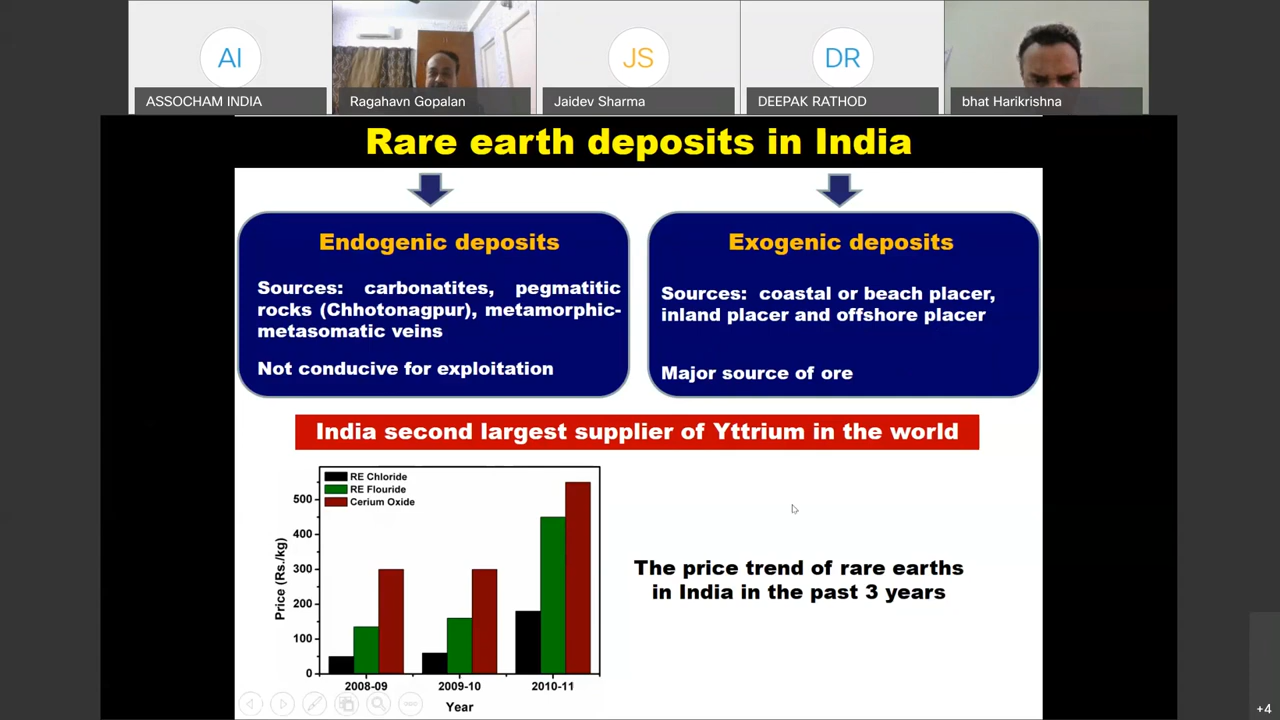 AI
JS
DR
ASSOCHAM INDIA
Ragahavn Gopalan
Jaidev Sharma
DEEPAK RATHOD
bhat Harikrishna
Rare earth deposits in India
Endogenic deposits
Sources: carbonatites, pegmatitic
rocks (Chhotonagpur), metamorphic-
metasomatic veins
Not conducive for exploitation
Exogenic deposits
Sources: coastal or beach placer,
inland placer and offshore placer
Major source of ore
India second largest supplier of Yttrium in the world
RE Chloride
RE Flouride
Cerium Oxide
Price (Rs./kg)
500
400
300
200
100
0
2008-09
2009-10
2010-11
Year
The price trend of rare earths
in India in the past 3 years
+4